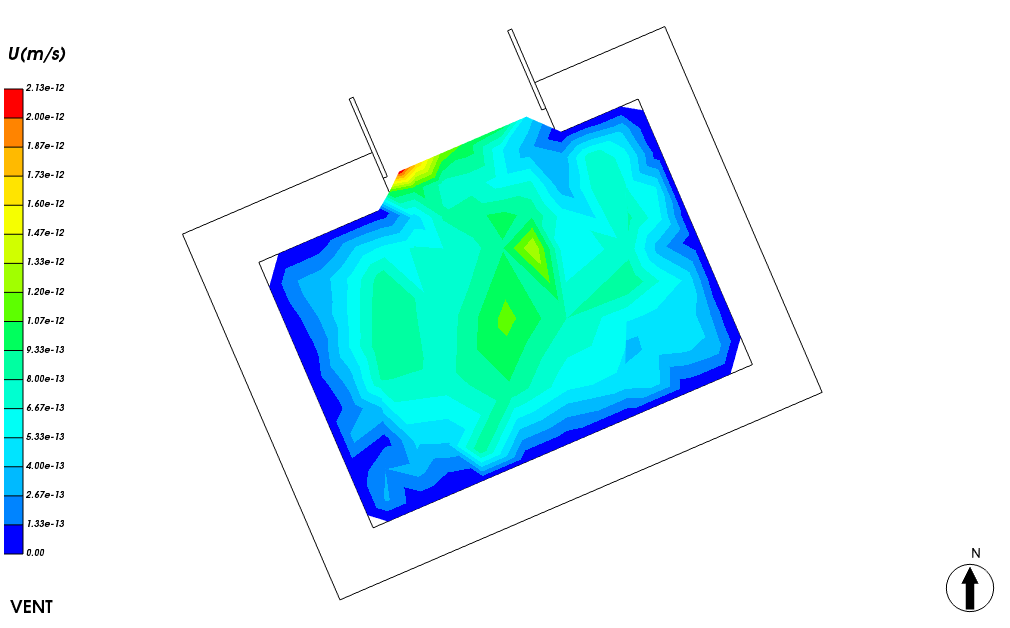 U(m/s)
2.13e-12
2.00e-12
1.87e-12
1.73e-12
1.60e-12
1.47e-12
1.33e-12
1.20e-12
1.07e-12
9.33e-13
8.00e-13
6.67e-13
5.33e-13
4.00e-13
2.67e-13
1.33e-13
0.00
N
VENT